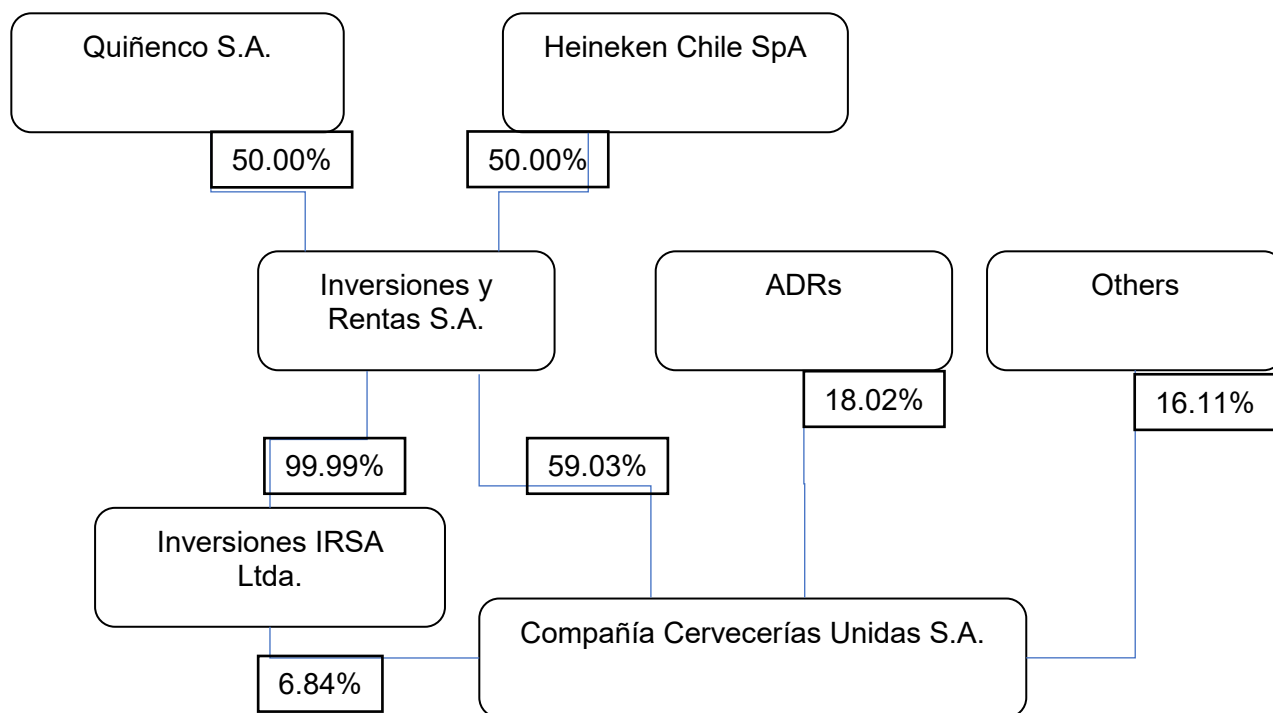 Quiñenco S.A.
Heineken Chile SpA
50.00%
50.00%
Inversiones y
Rentas S.A.
ADRs
Others
18.02%
16.11%
99.99%
59.03%
Inversiones IRSA
Ltda.
Compañía Cervecerías Unidas S.A.
6.84%